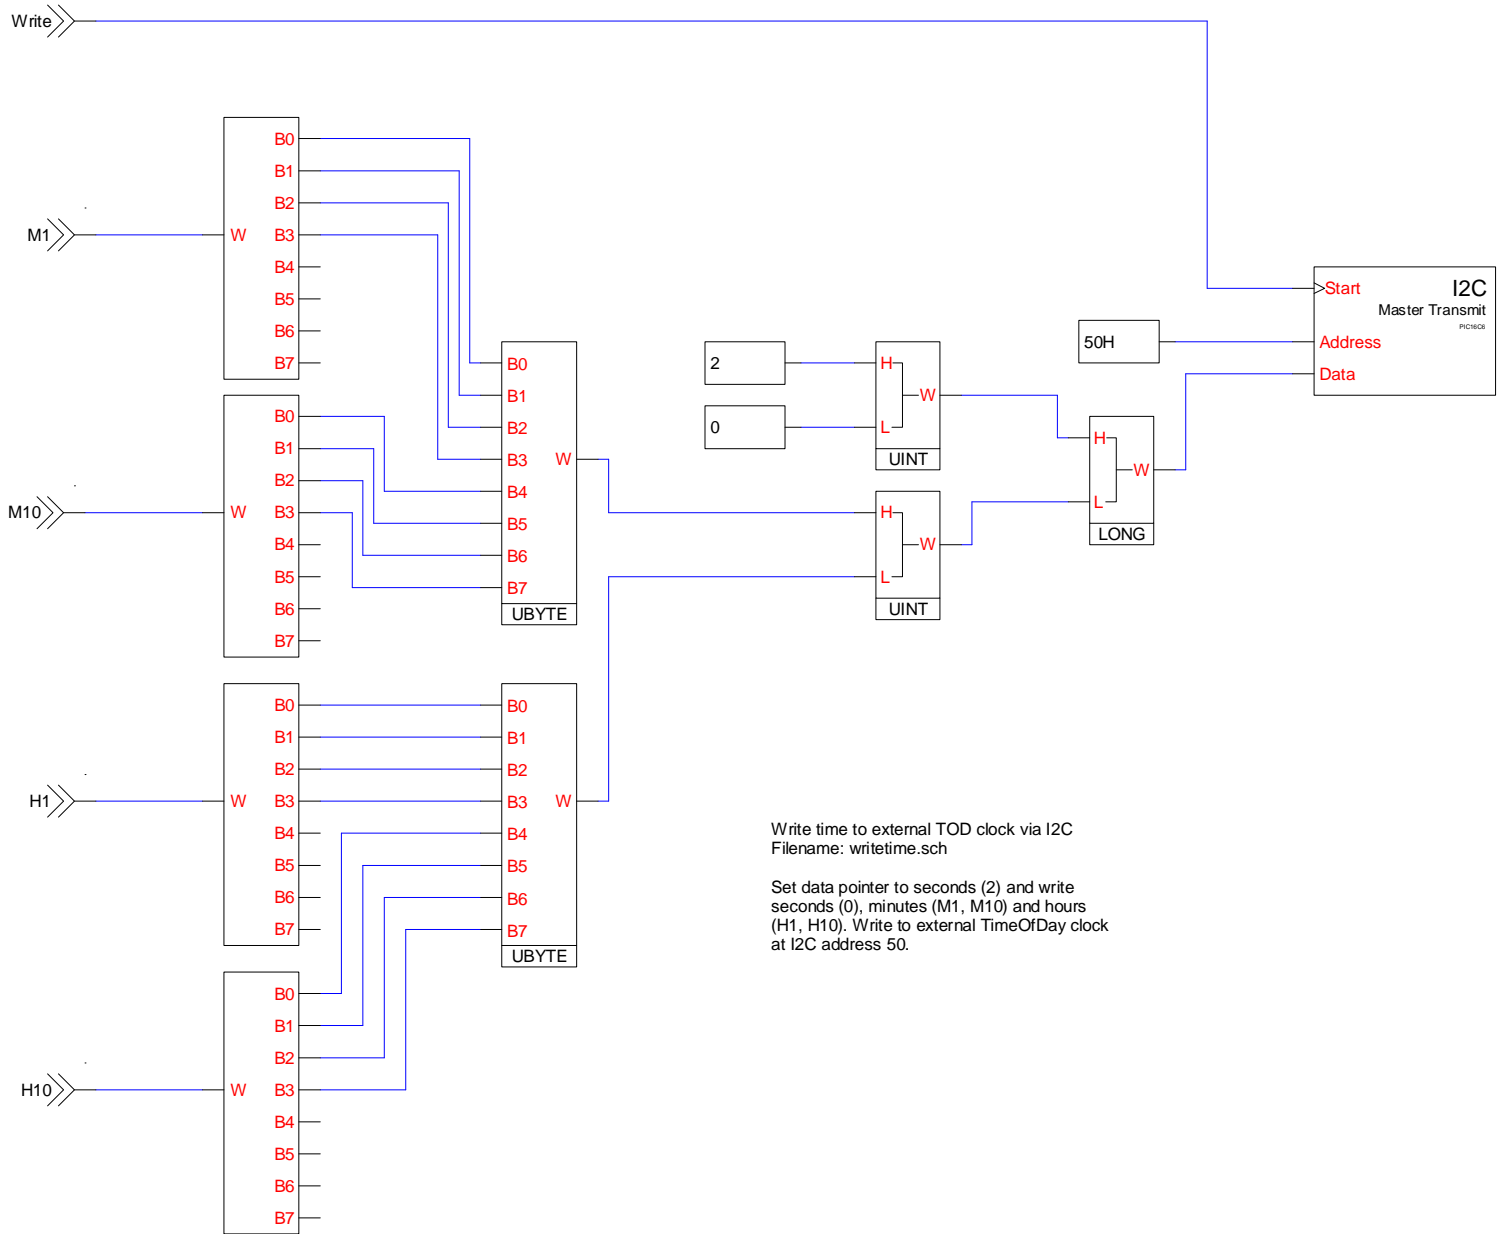 Write
B0
B1
B2
M1 W B3
B4
B5
B6
B7
B0
B1
B2
M10 W B3
B4
B5
B6
B7
B0
B1
B2
B3 W
B4
B5
B6
B7
UBYTE
2
0
H
W
L
UINT
H
W
L
UINT
50H
H
W
L
LONG
Start I2C
Master Transmit
PIC16C6
Address
Data
B0
B1
B2
H1 W B3
B4
B5
B6
B7
B0
B1
B2
B3 W
B4
B5
B6
B7
UBYTE
B0
B1
B2
H10 W B3
B4
B5
B6
B7
Write time to external TOD clock via I2C
Filename: writetime.sch
Set data pointer to seconds (2) and write
seconds (0), minutes (M1, M10) and hours
(H1, H10). Write to external TimeOfDay clock
at I2C address 50.